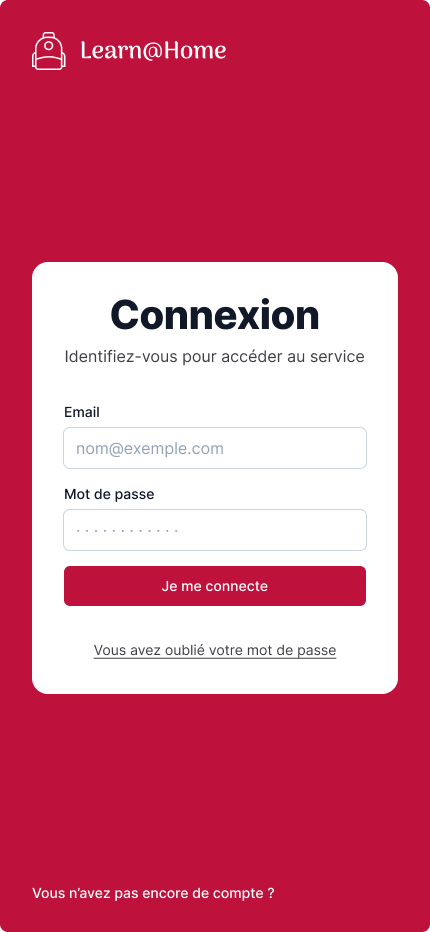 Learn@Home
Connexion
Identifiez-vous pour accéder au service
Email
nom@exemple.com
Mot de passe
· · · · · · · · · · · ·
Je me connecte
Vous avez oublié votre mot de passe
Vous n’avez pas encore de compte ?